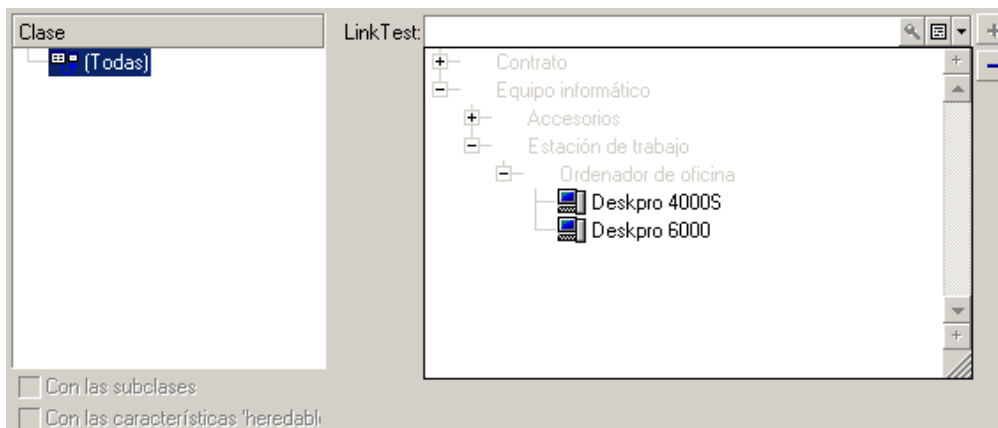 Clase
(Todas)
Con las subclases
Con las características 'heredabl
LinkTest:
Contrato
Equipo informático
Accesorios
Estación de trabajo
Ordenador de oficina
Deskpro 4000S
Deskpro 6000